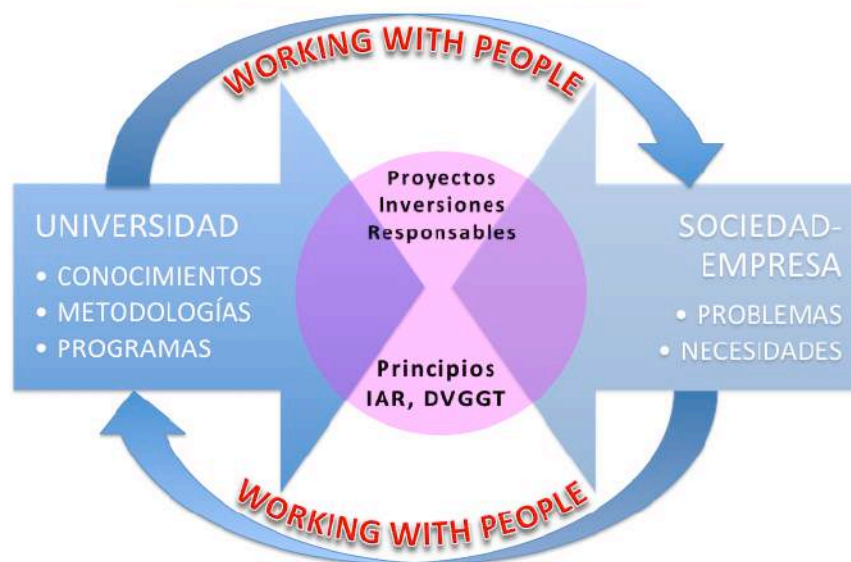 WORKING WITH PEOPLE
Proyectos
Inversiones
Responsables
UNIVERSIDAD
• CONOCIMIENTOS
• METODOLOGÍAS
• PROGRAMAS
SOCIEDAD-
EMPRESA
• PROBLEMAS
• NECESIDADES
Principios
IAR, DVGGT
WORKING WITH PEOPLE